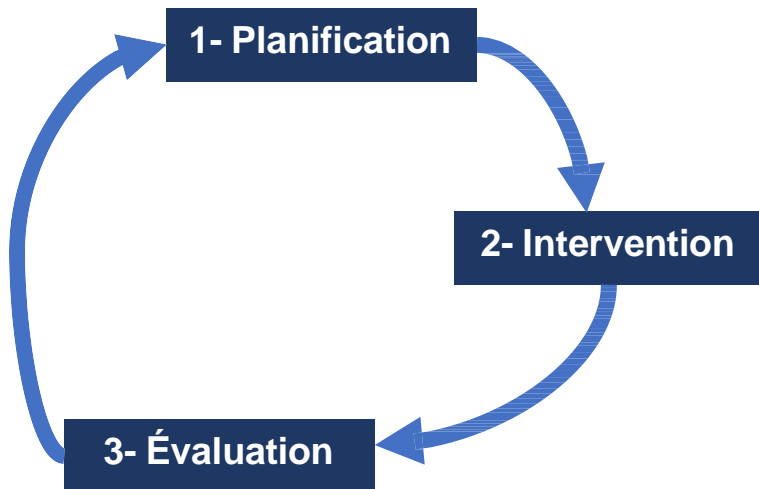 1- Planification
2- Intervention
3- Évaluation